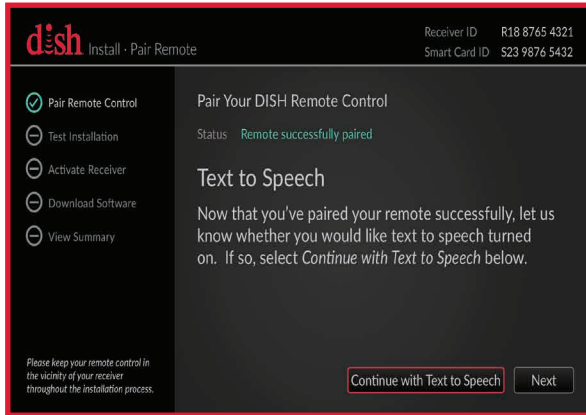 dish Install · Pair Remote
Receiver ID R18 8765 4321
Smart Card ID S23 9876 5432
Pair Remote Control
Test Installation
Activate Receiver
Download Software
View Summary
Please keep your remote control in
the vicinity of your receiver
throughout the installation process.
Pair Your DISH Remote Control
Status Remote successfully paired
Text to Speech
Now that you've paired your remote successfully, let us
know whether you would like text to speech turned
on. If so, select Continue with Text to Speech below.
Continue with Text to Speech
Next